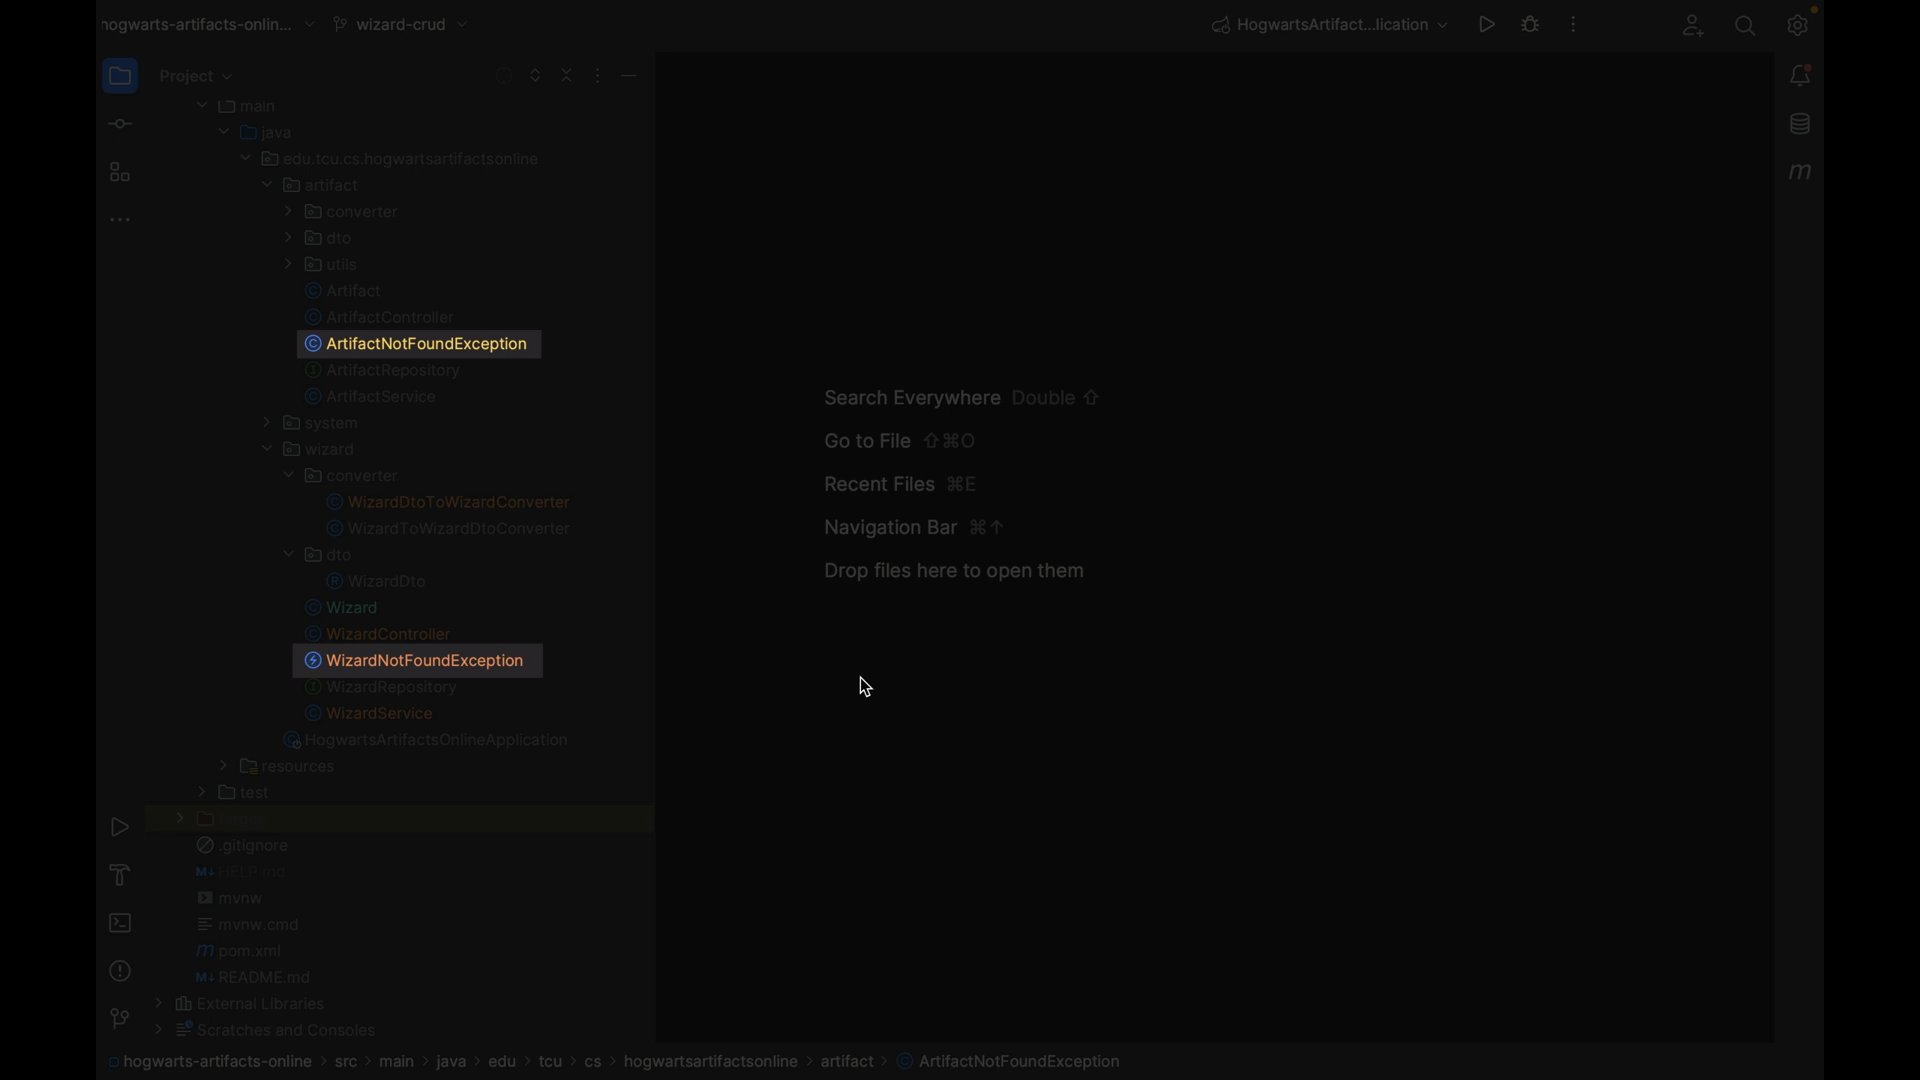 hogwarts-artifacts-onlin... wizard-crud HogwartsArtifact...lication
Project
main
java
edu.tcu.cs.hogwartsartifactsonline
artifact
converter
dto
utils
Artifact
ArtifactController
ArtifactNotFoundException
ArtifactRepository
ArtifactService
system
wizard
converter
WizardDtoToWizardConverter
WizardToWizardDtoConverter
dto
WizardDto
Wizard
WizardController
WizardNotFoundException
WizardRepository
WizardService
HogwartsArtifactsOnlineApplication
resources
test
.gitignore
HELP.md
mvnw
mvnw.cmd
pom.xml
README.md
External Libraries
Scratches and Consoles
Search Everywhere Double ⇧
Go to File ⇧⌘O
Recent Files ⌘E
Navigation Bar ⌘↑
Drop files here to open them
hogwarts-artifacts-online > src > main > java > edu > tcu > cs > hogwartsartifactsonline > artifact > ArtifactNotFoundException